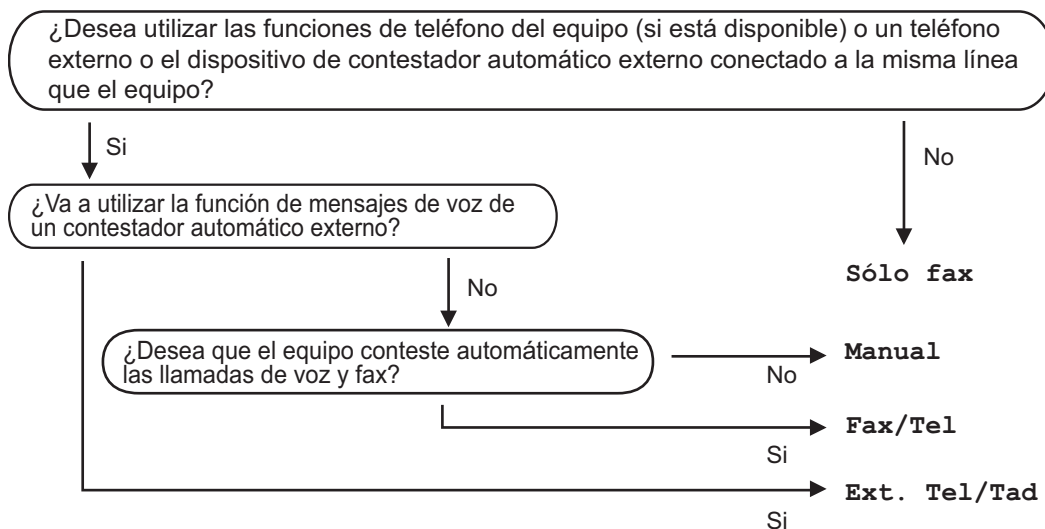 ¿Desea utilizar las funciones de teléfono del equipo (si está disponible) o un teléfono
externo o el dispositivo de contestador automático externo conectado a la misma línea
que el equipo?
Si
No
¿Va a utilizar la función de mensajes de voz de
un contestador automático externo?
Sólo fax
No
¿Desea que el equipo conteste automáticamente
las llamadas de voz y fax?
Manual
No
Fax/Tel
Si
Ext. Tel/Tad
Si